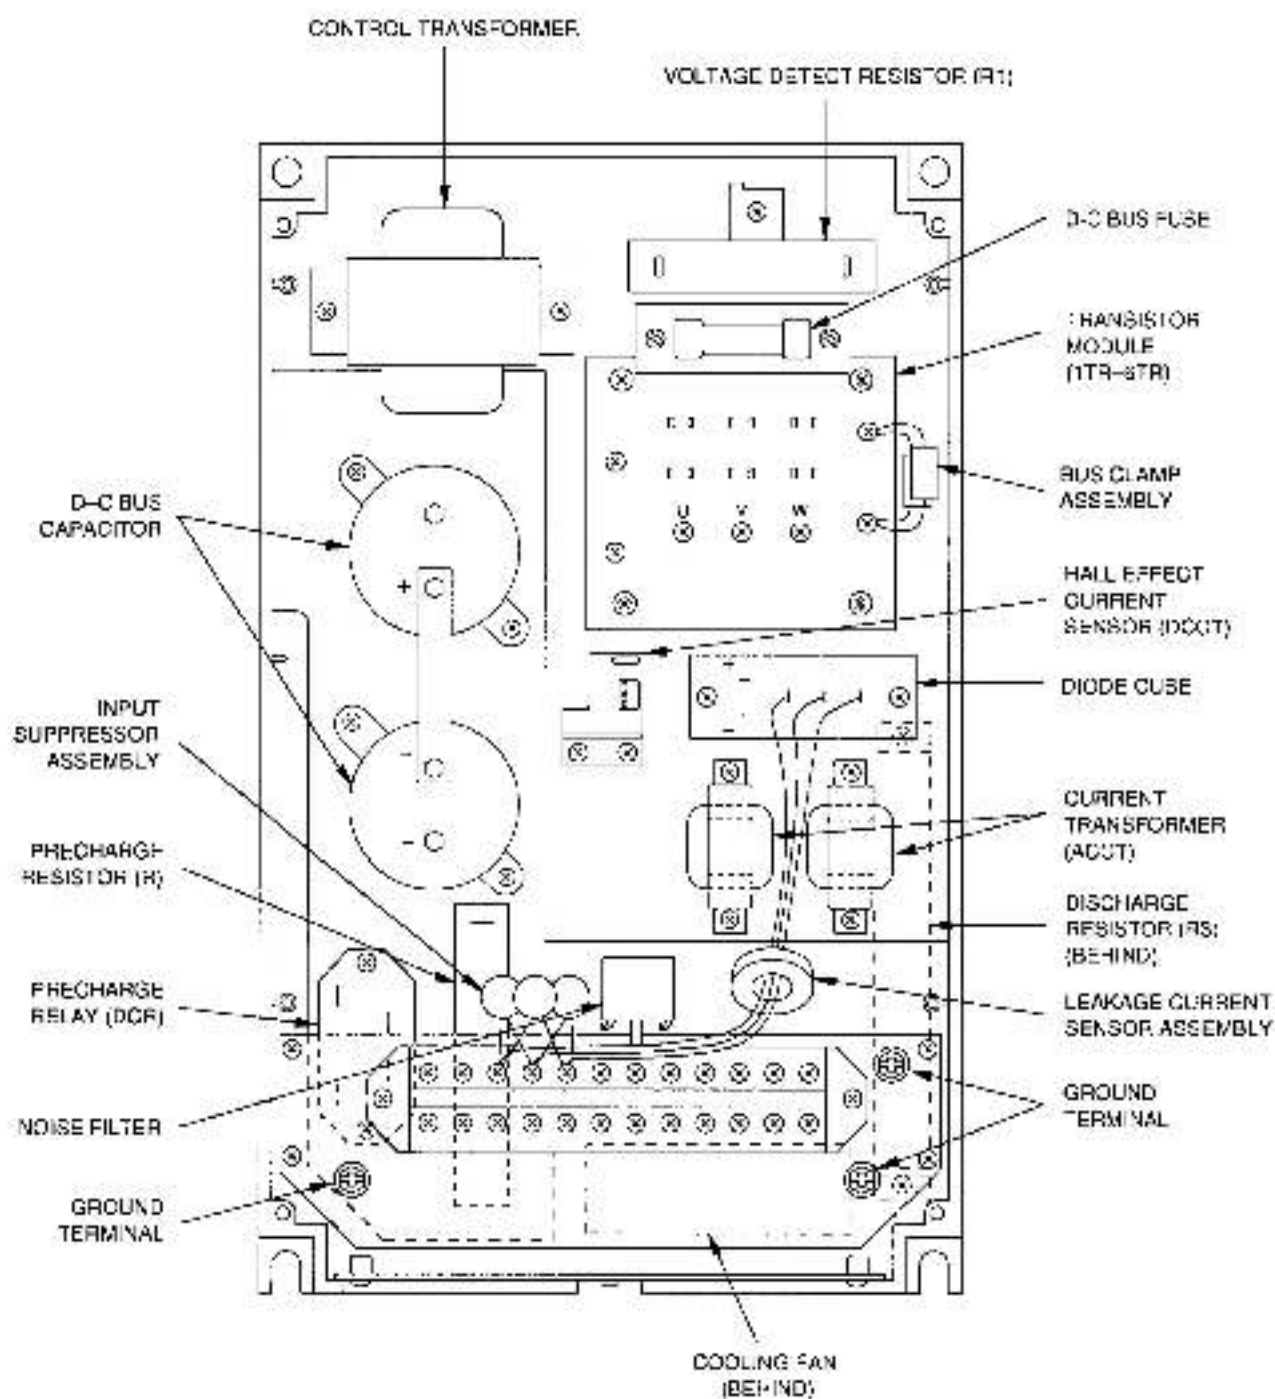 CONTROL TRANSFORMER
VOLTAGE DETECT RESISTOR (R1)
D-C BUS FUSE
TRANSISTOR
MODULE
(1TR-6TR)
BUS CLAMP
ASSEMBLY
D-C BUS
CAPACITOR
U V W
+
HALL EFFECT
CURRENT
SENSOR (DCCT)
+
DIODE CUBE
-
INPUT
SUPPRESSOR
ASSEMBLY
-
-
CURRENT
TRANSFORMER
(ACCT)
PRECHARGE
RESISTOR (R)
DISCHARGE
RESISTOR (RS)
(BEHIND)
PRECHARGE
RELAY (DCR)
LEAKAGE CURRENT
SENSOR ASSEMBLY
NOISE FILTER
GROUND
TERMINAL
GROUND
TERMINAL
COOLING FAN
(BEHIND)